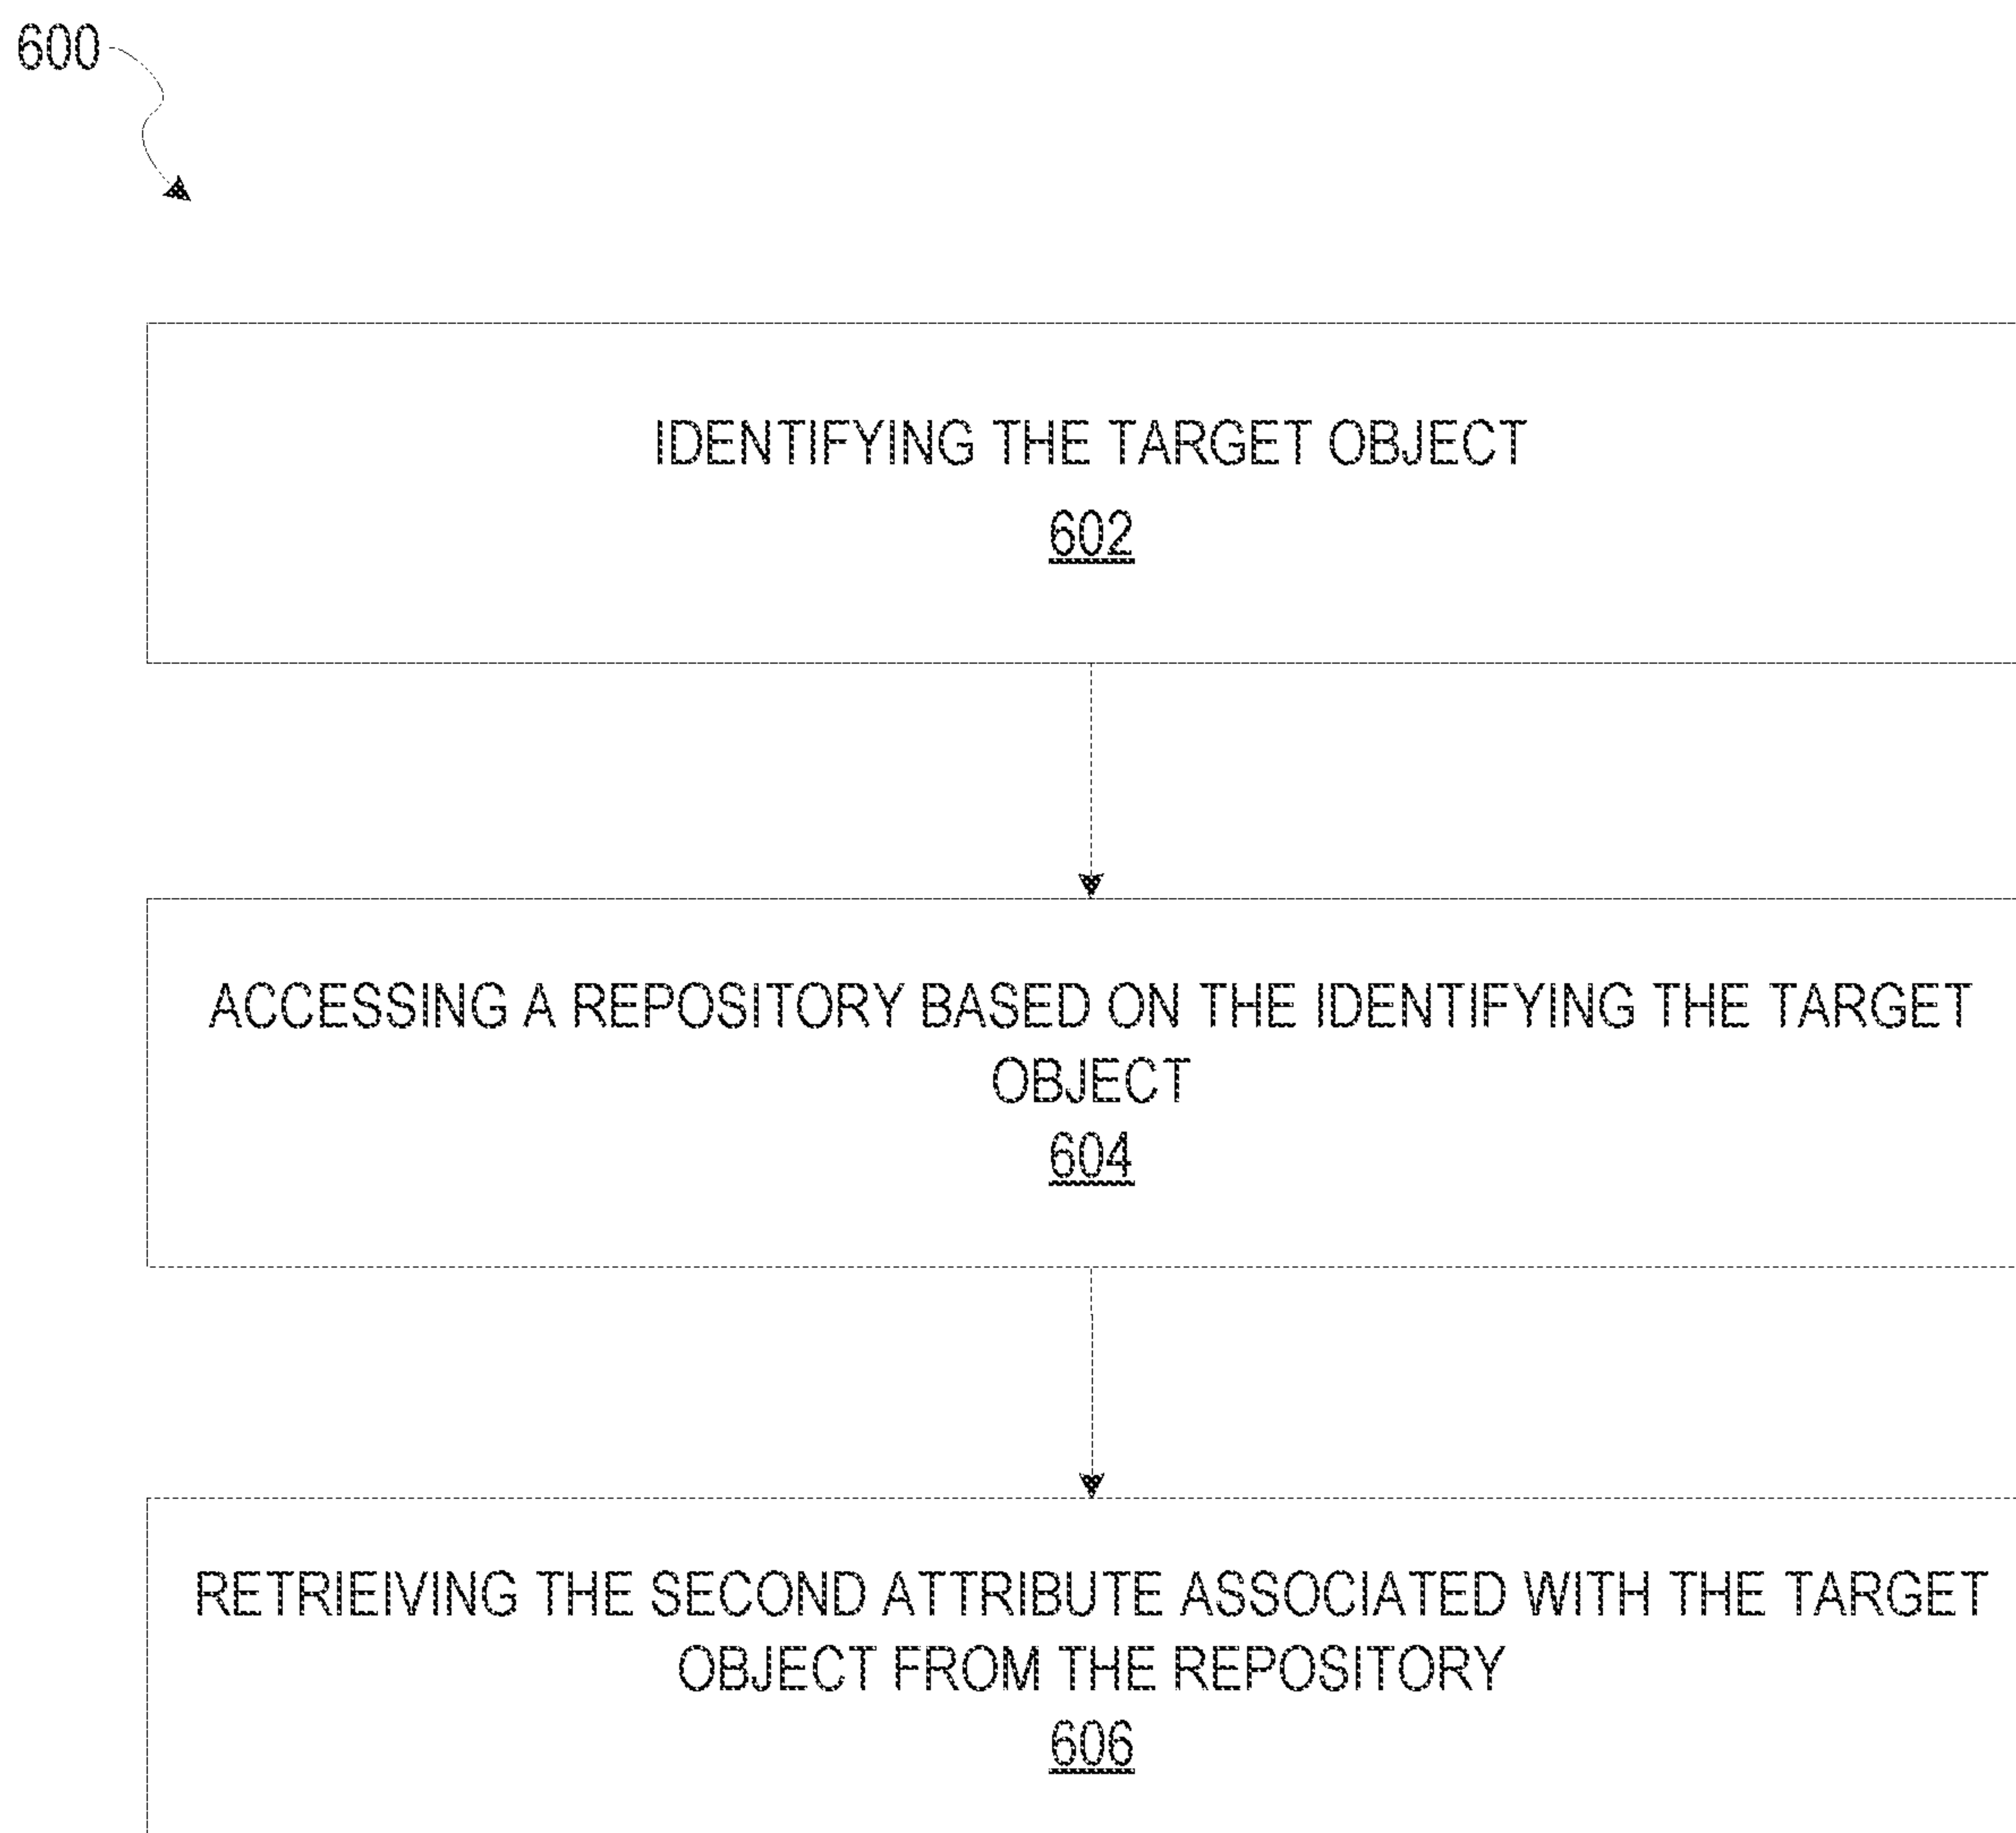 600
IDENTIFYING THE TARGET OBJECT
602
ACCESSING A REPOSITORY BASED ON THE IDENTIFYING THE TARGET
OBJECT
604
RETRIEIVING THE SECOND ATTRIBUTE ASSOCIATED WITH THE TARGET
OBJECT FROM THE REPOSITORY
606